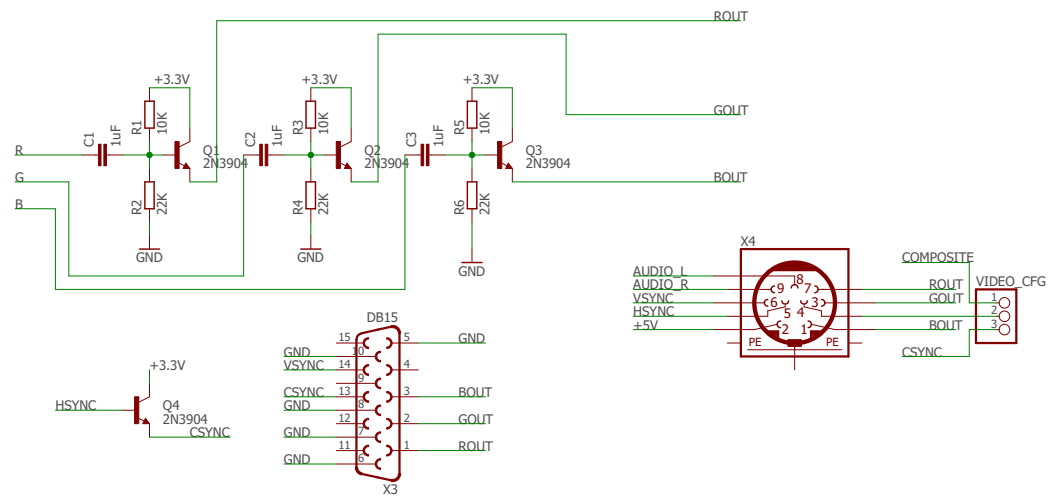 ROUT
+3.3V
+3.3V
+3.3V
GOUT
C1
1uF
R1
10K
C2
1uF
R3
10K
C3
1uF
R5
10K
R
Q1
2N3904
Q2
2N3904
Q3
2N3904
G
BOUT
B
R2
22K
R4
22K
R6
22K
GND
GND
GND
X4
COMPOSITE
AUDIO_L
8
VIDEO_CFG
AUDIO_R
9
7
ROUT
VSYNC
6
3
GOUT
1
HSYNC
5
4
2
+5V
2
1
BOUT
3
PE
PE
CSYNC
DB15
15
5
GND
GND
10
VSYNC
14
4
9
CSYNC
13
3
BOUT
GND
8
12
2
GOUT
GND
7
11
1
ROUT
GND
6
X3
+3.3V
HSYNC
Q4
2N3904
CSYNC